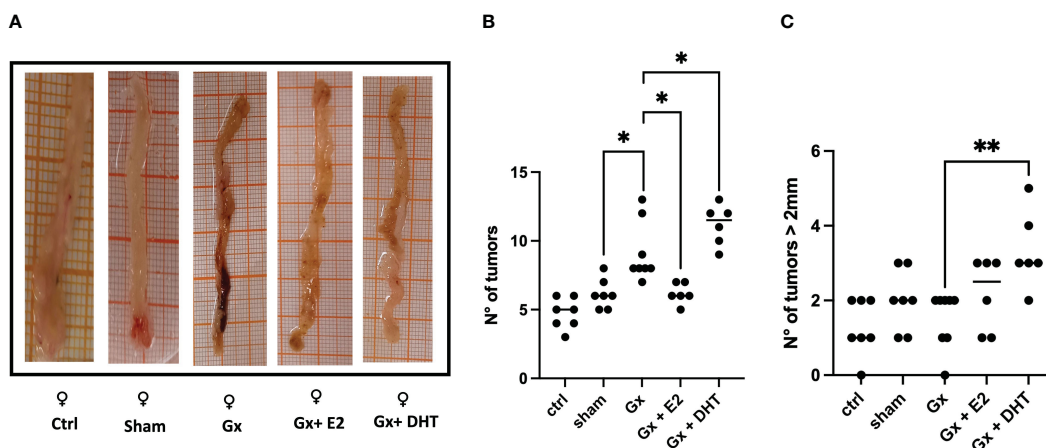 A
♀ ♀ ♀ ♀ ♀
Ctrl Sham Gx Gx+ E2 Gx+ DHT
B
N° of tumors
15
10
5
0
*
*
*
ctrl
sham
Gx
Gx + E2
Gx + DHT
C
N° of tumors > 2mm
6
4
2
0
**
ctrl
sham
Gx
Gx + E2
Gx + DHT